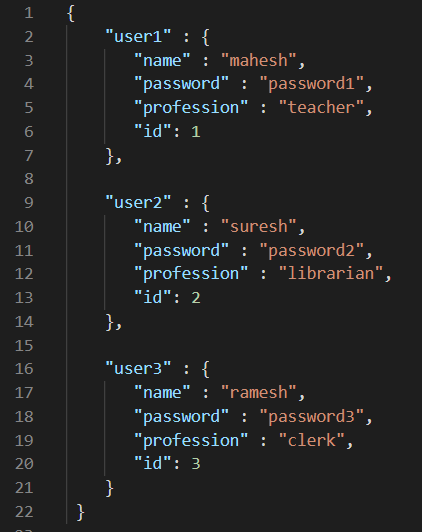 1 {
2 "user1" : {
3 "name" : "mahesh",
4 "password" : "password1",
5 "profession" : "teacher",
6 "id": 1
7 },
8
9 "user2" : {
10 "name" : "suresh",
11 "password" : "password2",
12 "profession" : "librarian",
13 "id": 2
14 },
15
16 "user3" : {
17 "name" : "ramesh",
18 "password" : "password3",
19 "profession" : "clerk",
20 "id": 3
21 }
22 }